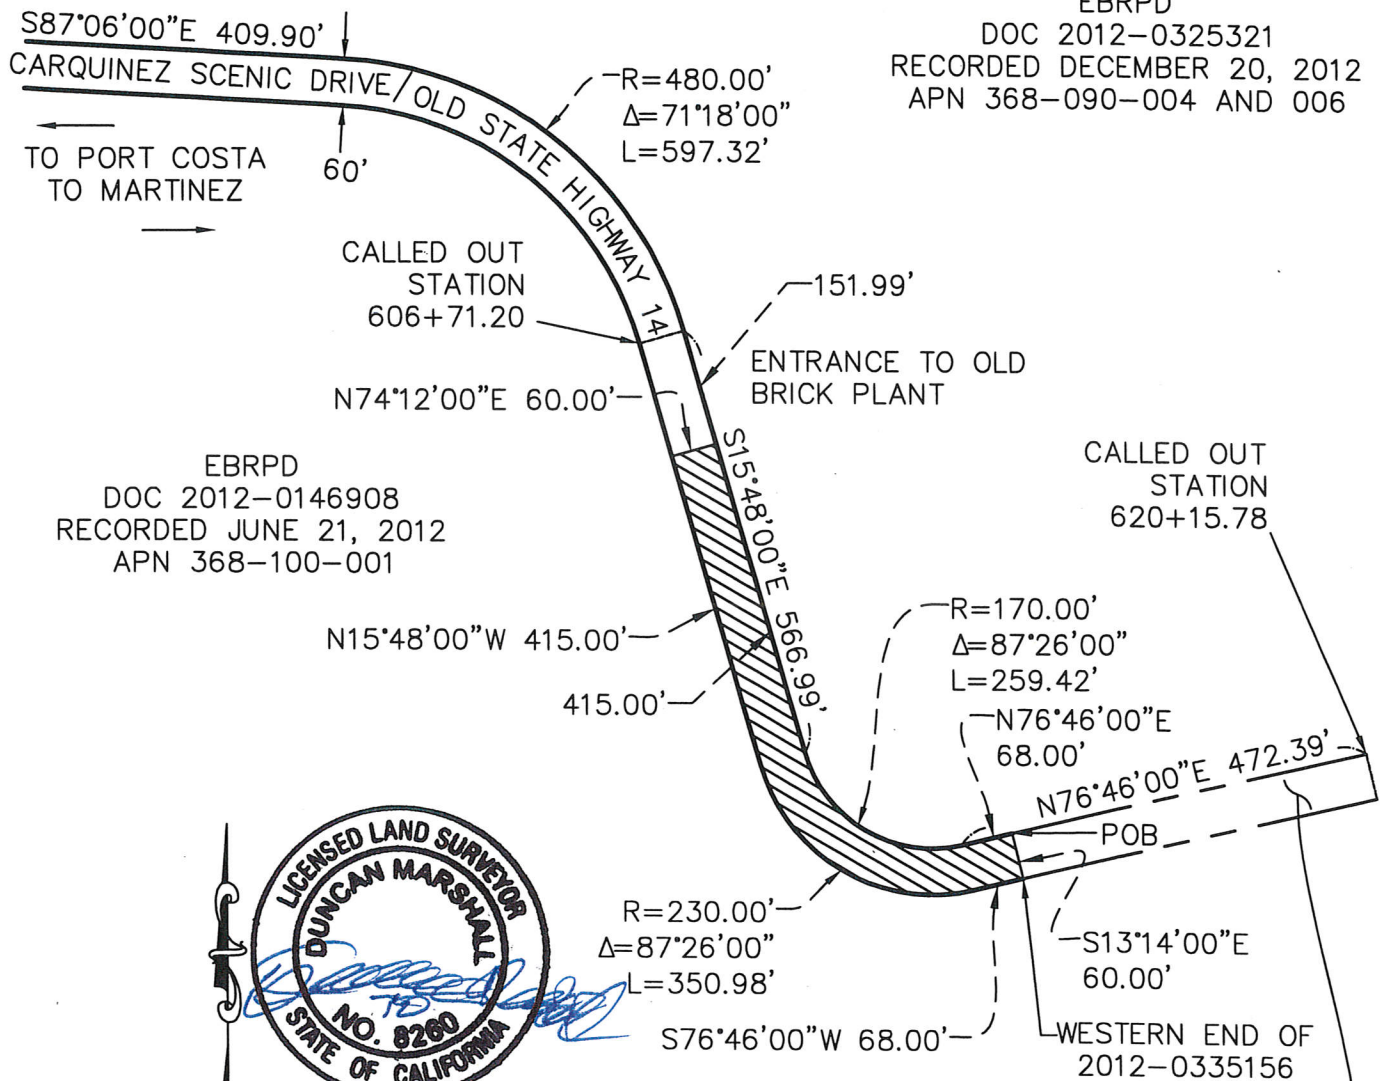 EBRPD
DOC 2012-0325321
RECORDED DECEMBER 20, 2012
APN 368-090-004 AND 006
S87°06'00"E 409.90'
CARQUINEZ SCENIC DRIVE/OLD STATE HIGHWAY 14
TO PORT COSTA
TO MARTINEZ
60'
R=480.00'
Δ=71°18'00"
L=597.32'
CALLED OUT
STATION
606+71.20
151.99'
ENTRANCE TO OLD
BRICK PLANT
N74°12'00"E 60.00'
S15°48'00"E 566.99'
EBRPD
DOC 2012-0146908
RECORDED JUNE 21, 2012
APN 368-100-001
CALLED OUT
STATION
620+15.78
N15°48'00"W 415.00'
415.00'
R=170.00'
Δ=87°26'00"
L=259.42'
N76°46'00"E
68.00'
N76°46'00"E 472.39'
POB
R=230.00'
Δ=87°26'00"
L=350.98'
S13°14'00"E
60.00'
S76°46'00"W 68.00'
WESTERN END OF
2012-0335156
LICENSED LAND SURVEYOR
DUNCAN MARSHALL
NO. 8260
STATE OF CALIFORNIA